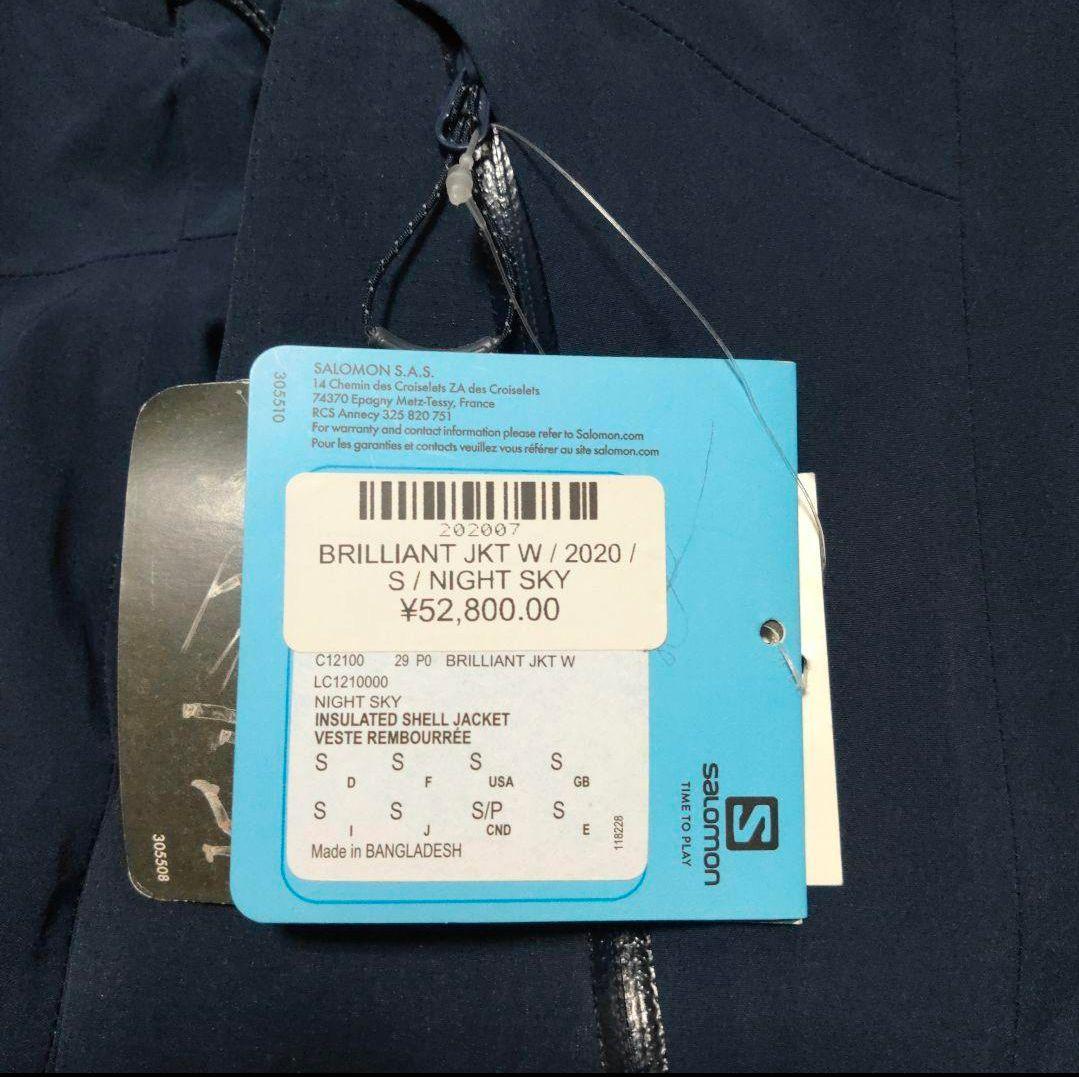 305510
SALOMON S.A.S.
14 Chemin des Croiselets ZA des Croiselets
74370 Epagny Metz-Tessy, France
RCS Annecy 325 820 751
For warranty and contact information please refer to Salomon.com
Pour les garanties et contacts veuillez vous référer au site salomon.com
202007
BRILLIANT JKT W / 2020 /
S / NIGHT SKY
¥52,800.00
C12100 29 P0 BRILLIANT JKT W
LC1210000
NIGHT SKY
INSULATED SHELL JACKET
VESTE REMBOURRÉE
S D S F S USA S GB
S I S J S/P CND S E
Made in BANGLADESH
118228
SALOMON
TIME TO PLAY
305508